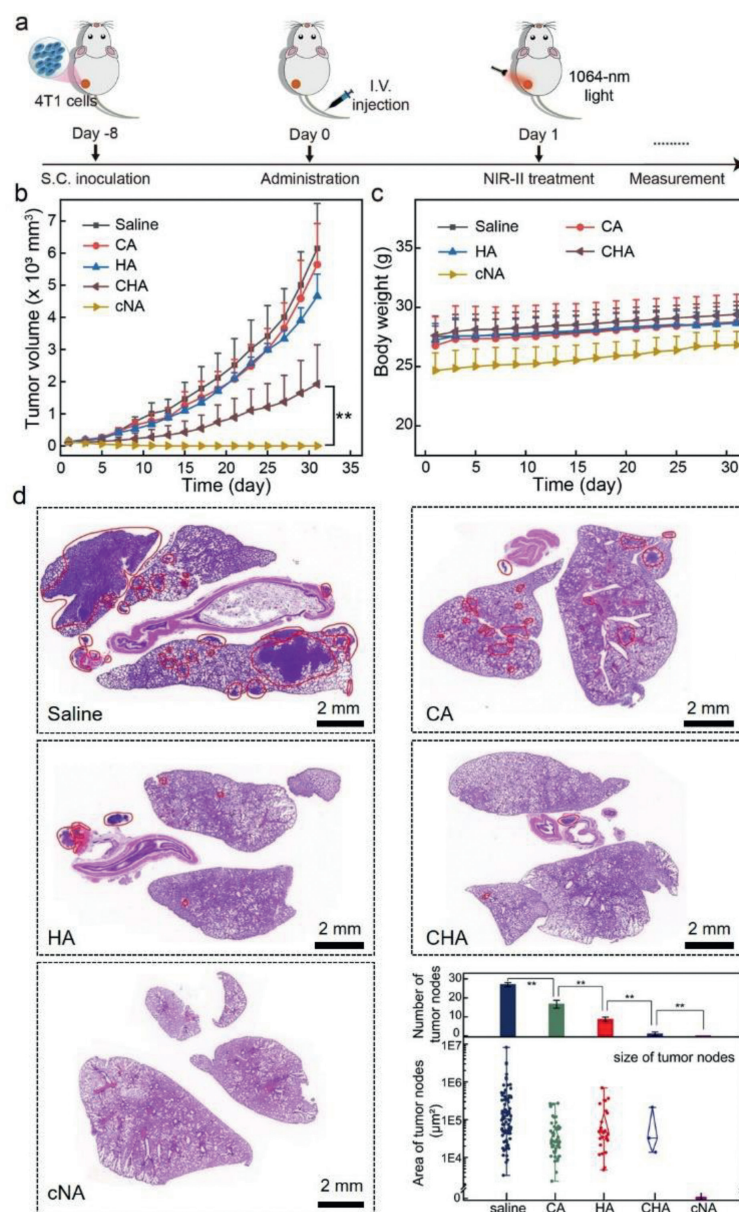 a
4T1 cells
I.V.
injection
1064-nm
light
Day -8
Day 0
Day 1
.........
S.C. inoculation
Administration
NIR-II treatment
Measurement
b
Tumor volume (x 10³ mm³)
7
6
5
4
3
2
1
0
Saline
CA
HA
CHA
cNA
**
0 5 10 15 20 25 30 35
Time (day)
c
Body weight (g)
35
30
25
20
Saline
CA
HA
CHA
cNA
0 5 10 15 20 25 30
Time (day)
d
Saline
2 mm
CA
2 mm
HA
2 mm
CHA
2 mm
cNA
2 mm
Number of
tumor nodes
30
20
10
0
** ** ** **
size of tumor nodes
Area of tumor nodes
(μm²)
1E7
1E6
1E5
1E4
0
saline CA HA CHA cNA